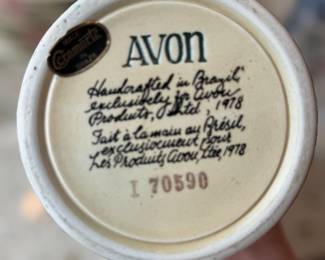 Ceramarte
AVON
Handcrafted in Brazil
exclusively for Avon
Products, 1978
Fait à la main au Brésil,
exclusivement pour
Les Produits Avon, Ltée, 1978
I 70590